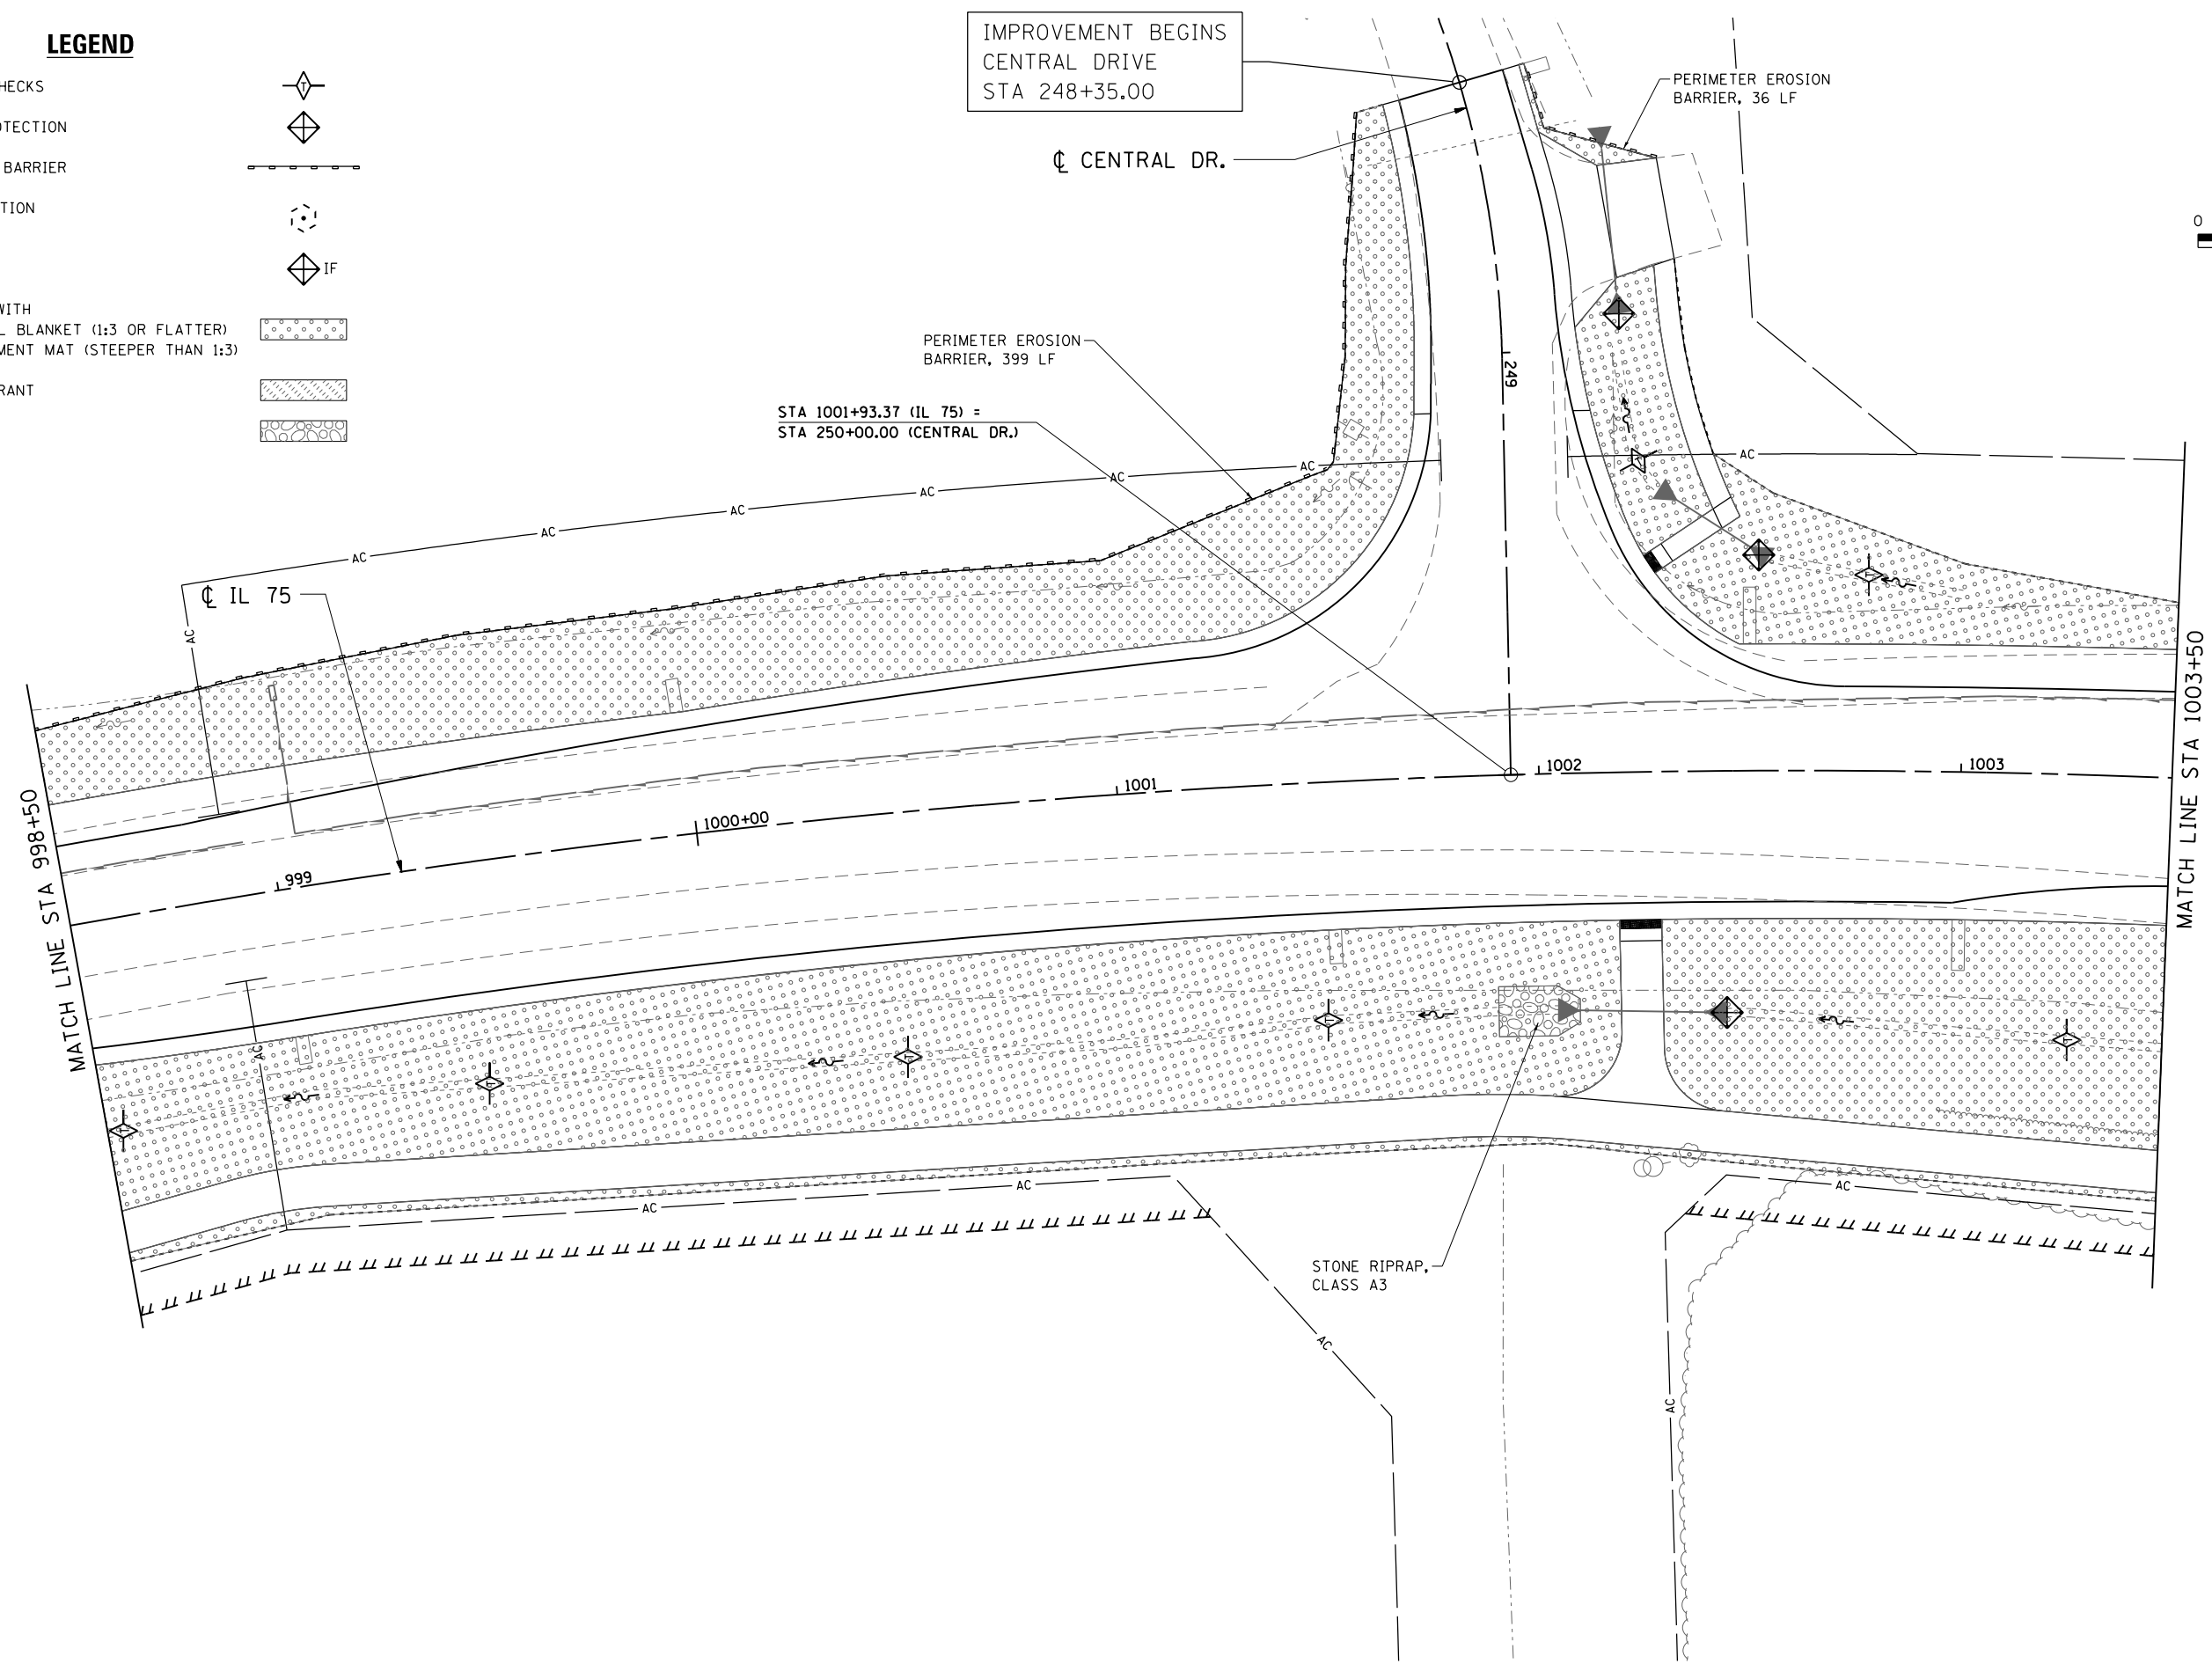 LEGEND
HECKS
T
OTECTION
BARRIER
TION
IF
WITH
L BLANKET (1:3 OR FLATTER)
MENT MAT (STEEPER THAN 1:3)
RANT
IMPROVEMENT BEGINS
CENTRAL DRIVE
STA 248+35.00
℄ CENTRAL DR.
PERIMETER EROSION
BARRIER, 36 LF
0
PERIMETER EROSION
BARRIER, 399 LF
249
STA 1001+93.37 (IL 75) =
STA 250+00.00 (CENTRAL DR.)
AC
AC
AC
AC
AC
AC
AC
AC
℄ IL 75
T
T
MATCH LINE STA 998+50
MATCH LINE STA 1003+50
999
1000+00
1001
1002
1003
T
T
T
T
T
AC
AC
AC
AC
AC
AC
STONE RIPRAP,
CLASS A3